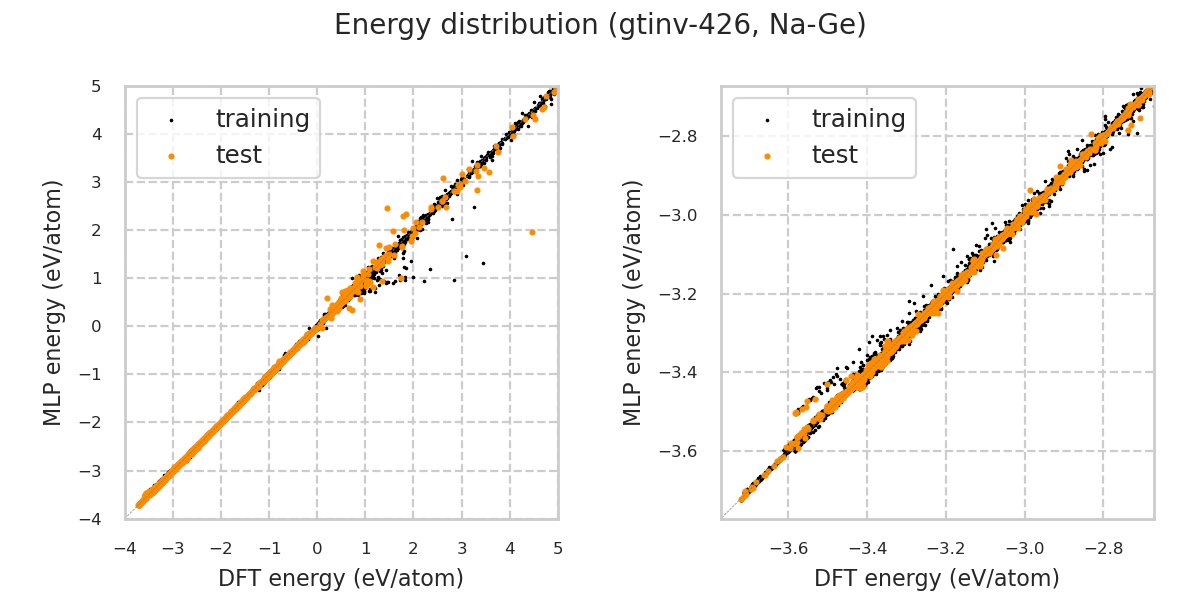 Energy distribution (gtinv-426, Na-Ge)
training
test
5
4
3
2
1
0
−1
−2
−3
−4
−4 −3 −2 −1 0 1 2 3 4 5
DFT energy (eV/atom)
MLP energy (eV/atom)
training
test
−2.8
−3.0
−3.2
−3.4
−3.6
−3.6 −3.4 −3.2 −3.0 −2.8
DFT energy (eV/atom)
MLP energy (eV/atom)